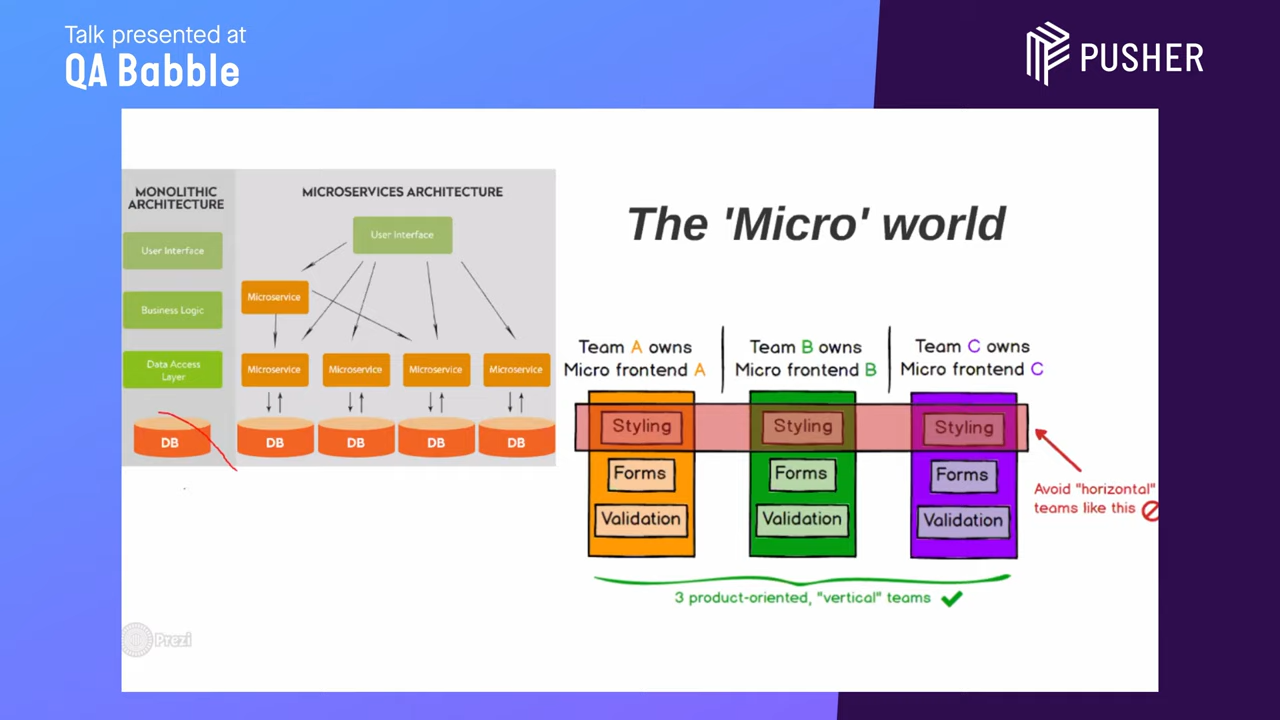 Talk presented at
QA Babble
PUSHER
MONOLITHIC
ARCHITECTURE
User Interface
Business Logic
Data Access
Layer
DB
MICROSERVICES ARCHITECTURE
User Interface
Microservice
Microservice
Microservice
Microservice
Microservice
DB
DB
DB
DB
The 'Micro' world
Team A owns
Micro frontend A
Team B owns
Micro frontend B
Team C owns
Micro frontend C
Styling
Styling
Styling
Forms
Forms
Forms
Validation
Validation
Validation
Avoid "horizontal"
teams like this
3 product-oriented, "vertical" teams
Prezi